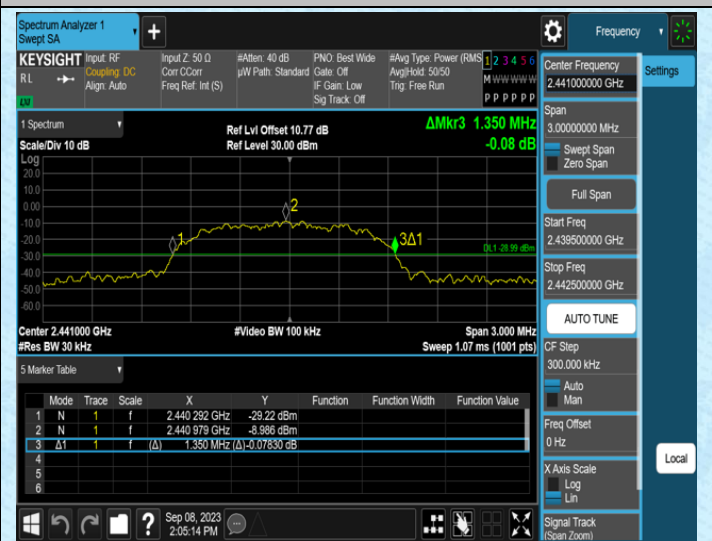 Spectrum Analyzer 1
Swept SA
+
Frequency
KEYSIGHT
RL
LXI
Input: RF
Coupling: DC
Align: Auto
Input Z: 50 Ω
Corr CCorr
Freq Ref: Int (S)
#Atten: 40 dB
µW Path: Standard
PNO: Best Wide
Gate: Off
IF Gain: Low
Sig Track: Off
#Avg Type: Power (RMS
Avg|Hold: 50/50
Trig: Free Run
1 2 3 4 5 6
M W W W W W
P P P P P P
1 Spectrum
Scale/Div 10 dB
Ref Lvl Offset 10.77 dB
Ref Level 30.00 dBm
ΔMkr3 1.350 MHz
-0.08 dB
Log
20.0
10.0
0.00
-10.0
-20.0
-30.0
-40.0
-50.0
-60.0
1
2
3Δ1
DL1 -28.99 dBm
Center 2.441000 GHz
#Video BW 100 kHz
Span 3.000 MHz
#Res BW 30 kHz
Sweep 1.07 ms (1001 pts)
5 Marker Table
Mode Trace Scale X Y Function Function Width Function Value
1 N 1 f 2.440 292 GHz -29.22 dBm
2 N 1 f 2.440 979 GHz -8.986 dBm
3 Δ1 1 f (Δ) 1.350 MHz (Δ) -0.07830 dB
4
5
6
?
Sep 08, 2023
2:05:14 PM
Center Frequency
2.441000000 GHz
Span
3.00000000 MHz
Swept Span
Zero Span
Full Span
Start Freq
2.439500000 GHz
Stop Freq
2.442500000 GHz
AUTO TUNE
CF Step
300.000 kHz
Auto
Man
Freq Offset
0 Hz
X Axis Scale
Log
Lin
Signal Track
(Span Zoom)
Settings
Local